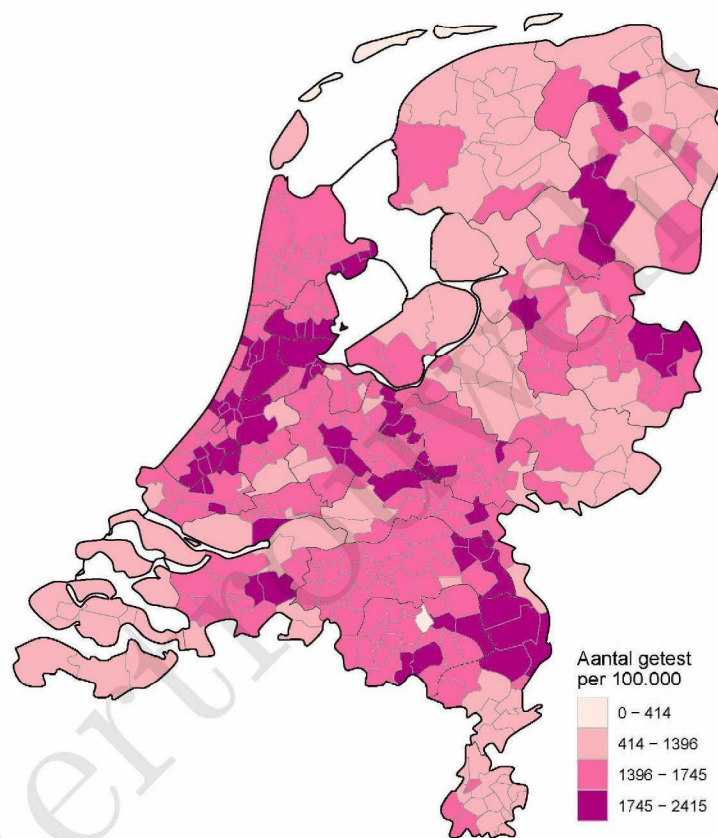 Aantal getest
per 100.000
0 – 414
414 – 1396
1396 – 1745
1745 – 2415